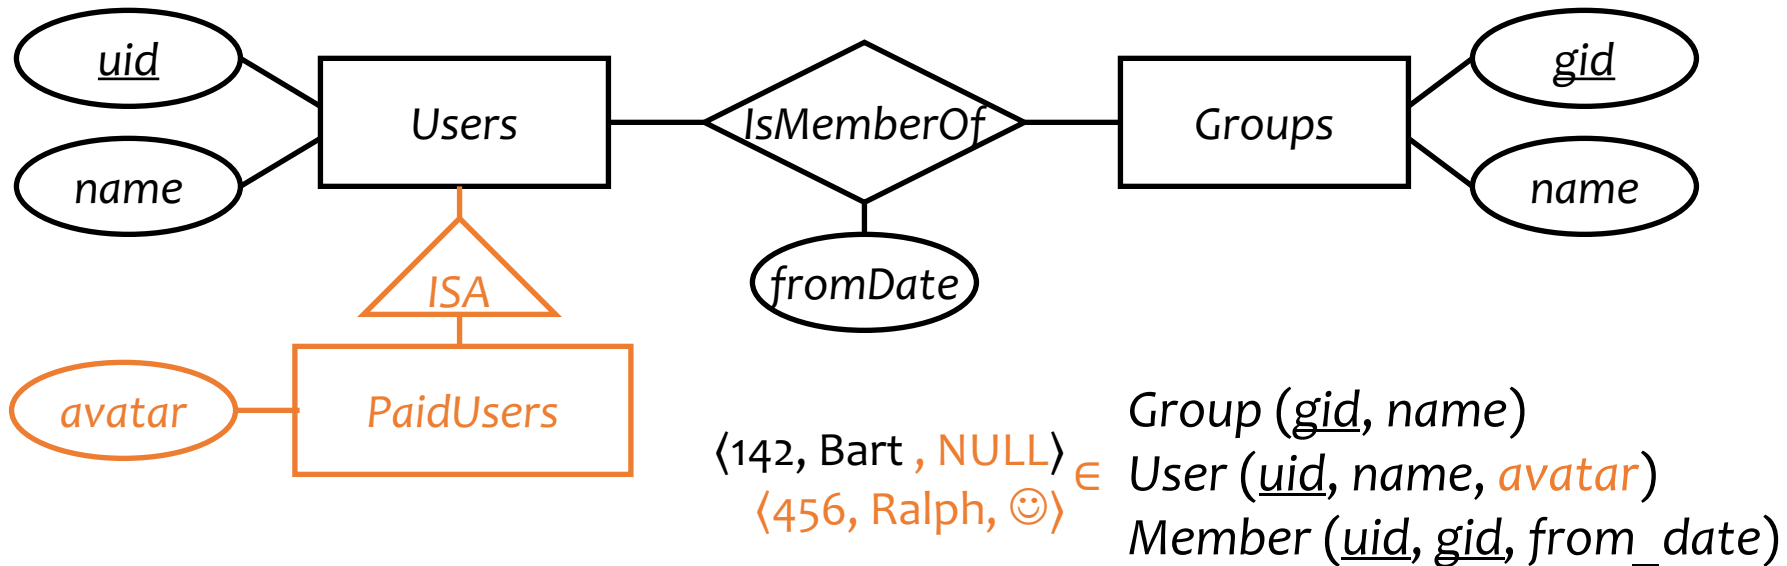 uid
name
Users
IsMemberOf
fromDate
Groups
gid
name
ISA
avatar
PaidUsers
⟨142, Bart , NULL⟩
⟨456, Ralph, ☺⟩
∈
Group (gid, name)
User (uid, name, avatar)
Member (uid, gid, from_date)